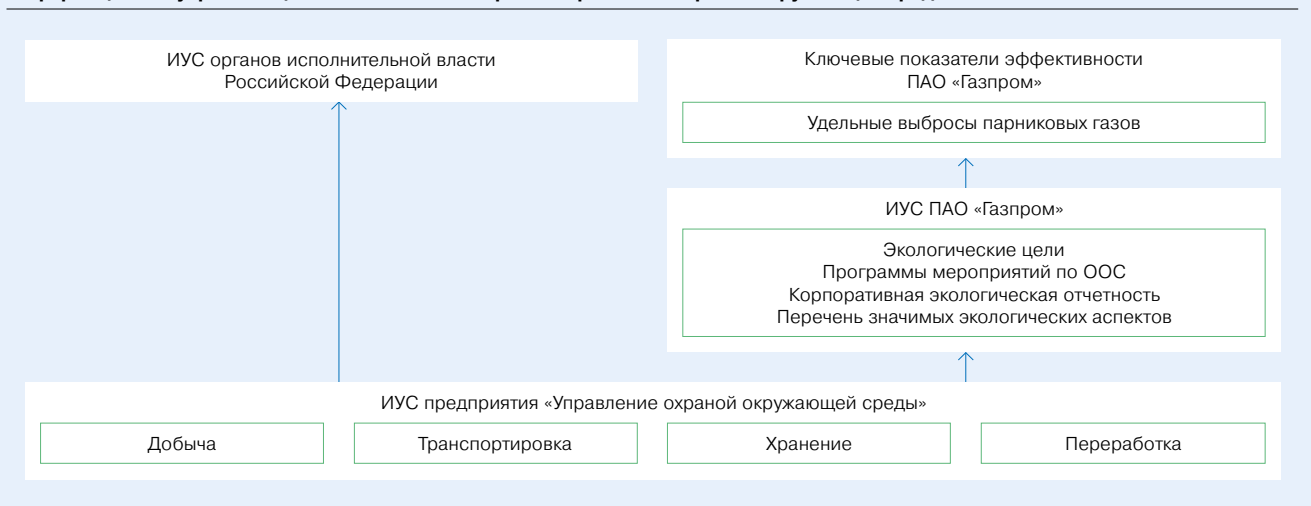 ИУС органов исполнительной власти
Российской Федерации
Ключевые показатели эффективности
ПАО «Газпром»
Удельные выбросы парниковых газов
ИУС ПАО «Газпром»
Экологические цели
Программы мероприятий по ООС
Корпоративная экологическая отчетность
Перечень значимых экологических аспектов
ИУС предприятия «Управление охраной окружающей среды»
Добыча
Транспортировка
Хранение
Переработка